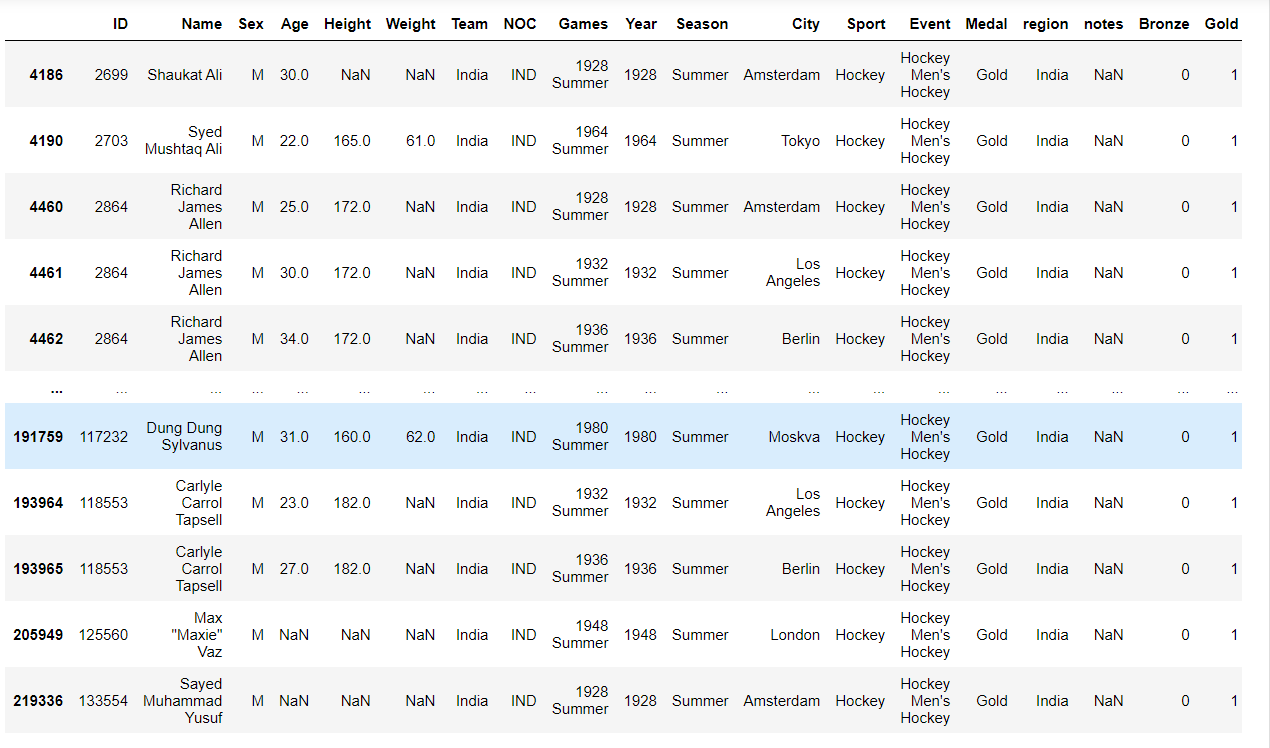 ID Name Sex Age Height Weight Team NOC Games Year Season City Sport Event Medal region notes Bronze Gold
4186 2699 Shaukat Ali M 30.0 NaN NaN India IND 1928 Summer 1928 Summer Amsterdam Hockey Hockey Men's Hockey Gold India NaN 0 1
4190 2703 Syed Mushtaq Ali M 22.0 165.0 61.0 India IND 1964 Summer 1964 Summer Tokyo Hockey Hockey Men's Hockey Gold India NaN 0 1
4460 2864 Richard James Allen M 25.0 172.0 NaN India IND 1928 Summer 1928 Summer Amsterdam Hockey Hockey Men's Hockey Gold India NaN 0 1
4461 2864 Richard James Allen M 30.0 172.0 NaN India IND 1932 Summer 1932 Summer Los Angeles Hockey Hockey Men's Hockey Gold India NaN 0 1
4462 2864 Richard James Allen M 34.0 172.0 NaN India IND 1936 Summer 1936 Summer Berlin Hockey Hockey Men's Hockey Gold India NaN 0 1
... ... ... ... ... ... ... ... ... ... ... ... ... ... ... ... ... ... ... ...
191759 117232 Dung Dung Sylvanus M 31.0 160.0 62.0 India IND 1980 Summer 1980 Summer Moskva Hockey Hockey Men's Hockey Gold India NaN 0 1
193964 118553 Carlyle Carrol Tapsell M 23.0 182.0 NaN India IND 1932 Summer 1932 Summer Los Angeles Hockey Hockey Men's Hockey Gold India NaN 0 1
193965 118553 Carlyle Carrol Tapsell M 27.0 182.0 NaN India IND 1936 Summer 1936 Summer Berlin Hockey Hockey Men's Hockey Gold India NaN 0 1
205949 125560 Max "Maxie" Vaz M NaN NaN NaN India IND 1948 Summer 1948 Summer London Hockey Hockey Men's Hockey Gold India NaN 0 1
219336 133554 Sayed Muhammad Yusuf M NaN NaN NaN India IND 1928 Summer 1928 Summer Amsterdam Hockey Hockey Men's Hockey Gold India NaN 0 1